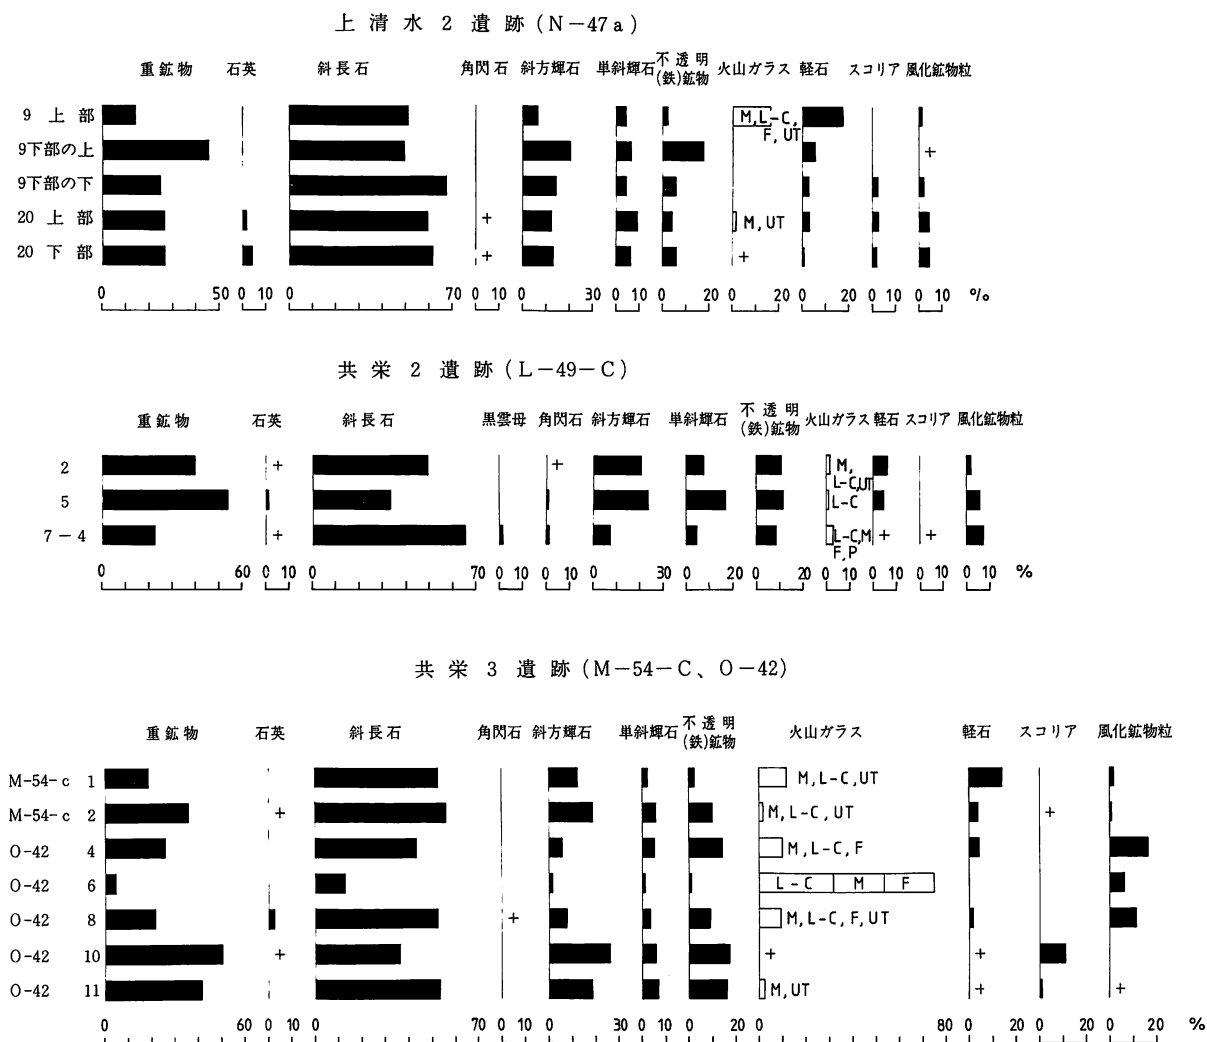 上清水2遺跡(N－47a)
重鉱物 石英 斜長石 角閃石 斜方輝石 単斜輝石 不透明(鉄)鉱物 火山ガラス 軽石 スコリア 風化鉱物粒
9 上部 M,L-C,
F,UT
9下部の上 +
9下部の下
20 上部 + M,UT
20 下部 + +
0 50 0 10 0 70 0 10 0 30 0 10 0 20 0 20 0 20 0 10 0 10 %
共栄2遺跡(L－49－C)
重鉱物 石英 斜長石 黒雲母 角閃石 斜方輝石 単斜輝石 不透明(鉄)鉱物 火山ガラス 軽石 スコリア 風化鉱物粒
2 + + M,
L-C,UT
5 L-C
7－4 + L-C,M + +
F,P
0 60 0 10 0 70 0 10 0 10 0 30 0 20 0 20 0 10 0 10 0 10 0 10 %
共栄3遺跡(M－54－C、O－42)
重鉱物 石英 斜長石 角閃石 斜方輝石 単斜輝石 不透明(鉄)鉱物 火山ガラス 軽石 スコリア 風化鉱物粒
M-54-c 1 M,L-C,UT
M-54-c 2 + M,L-C,UT +
O-42 4 M,L-C,F
O-42 6 L-C M F
O-42 8 + M,L-C,F,UT
O-42 10 + + +
O-42 11 M,UT + +
0 60 0 10 0 70 0 10 0 30 0 10 0 20 0 80 0 20 0 20 0 20 %